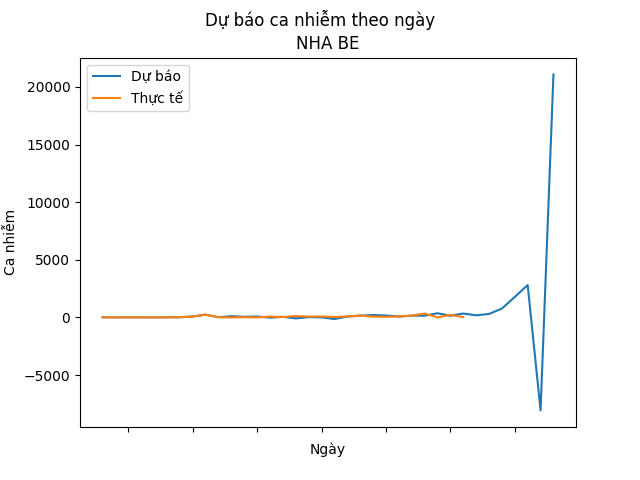 Dự báo ca nhiễm theo ngày
NHA BE
Dự báo
Thực tế
20000
15000
10000
5000
0
−5000
Ca nhiễm
Ngày